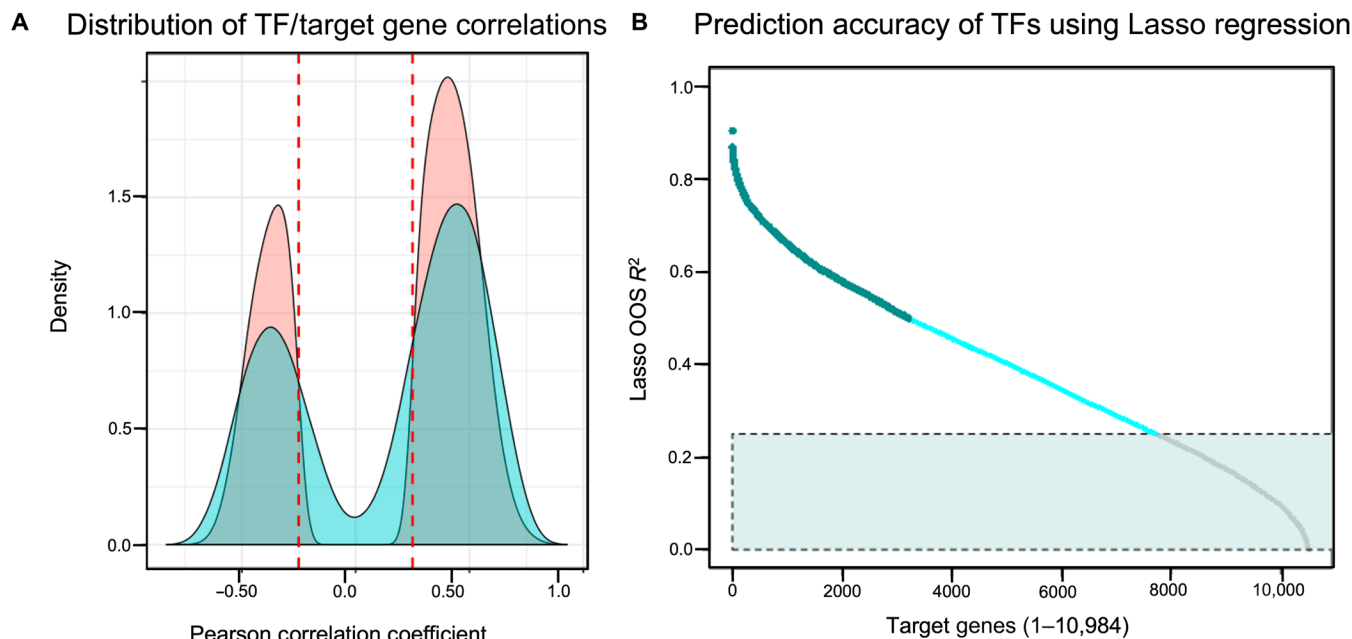 A Distribution of TF/target gene correlations
Density
1.5
1.0
0.5
0.0
−0.50 0.0 0.50 1.0
Pearson correlation coefficient
B Prediction accuracy of TFs using Lasso regression
Lasso OOS R²
1.0
0.8
0.6
0.4
0.2
0.0
0 2000 4000 6000 8000 10,000
Target genes (1–10,984)